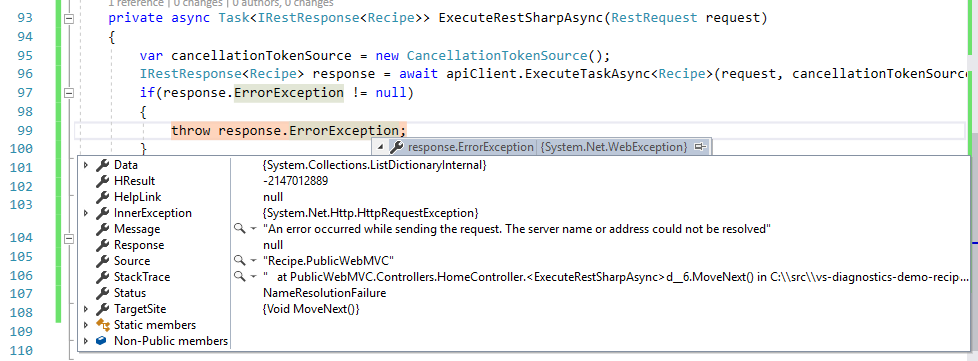 1 reference | 0 changes | 0 authors, 0 changes
93 private async Task<IRestResponse<Recipe>> ExecuteRestSharpAsync(RestRequest request)
94 {
95 var cancellationTokenSource = new CancellationTokenSource();
96 IRestResponse<Recipe> response = await apiClient.ExecuteTaskAsync<Recipe>(request, cancellationTokenSource
97 if(response.ErrorException != null)
98 {
99 throw response.ErrorException;
100 }
response.ErrorException {System.Net.WebException}
101 Data {System.Collections.ListDictionaryInternal}
102 HResult -2147012889
103 HelpLink null
InnerException {System.Net.Http.HttpRequestException}
Message "An error occurred while sending the request. The server name or address could not be resolved"
104 Response null
105 Source "Recipe.PublicWebMVC"
106 StackTrace " at PublicWebMVC.Controllers.HomeController.<ExecuteRestSharpAsync>d__6.MoveNext() in C:\\src\\vs-diagnostics-demo-recip...
107 Status NameResolutionFailure
108 TargetSite {Void MoveNext()}
109 Static members
110 Non-Public members